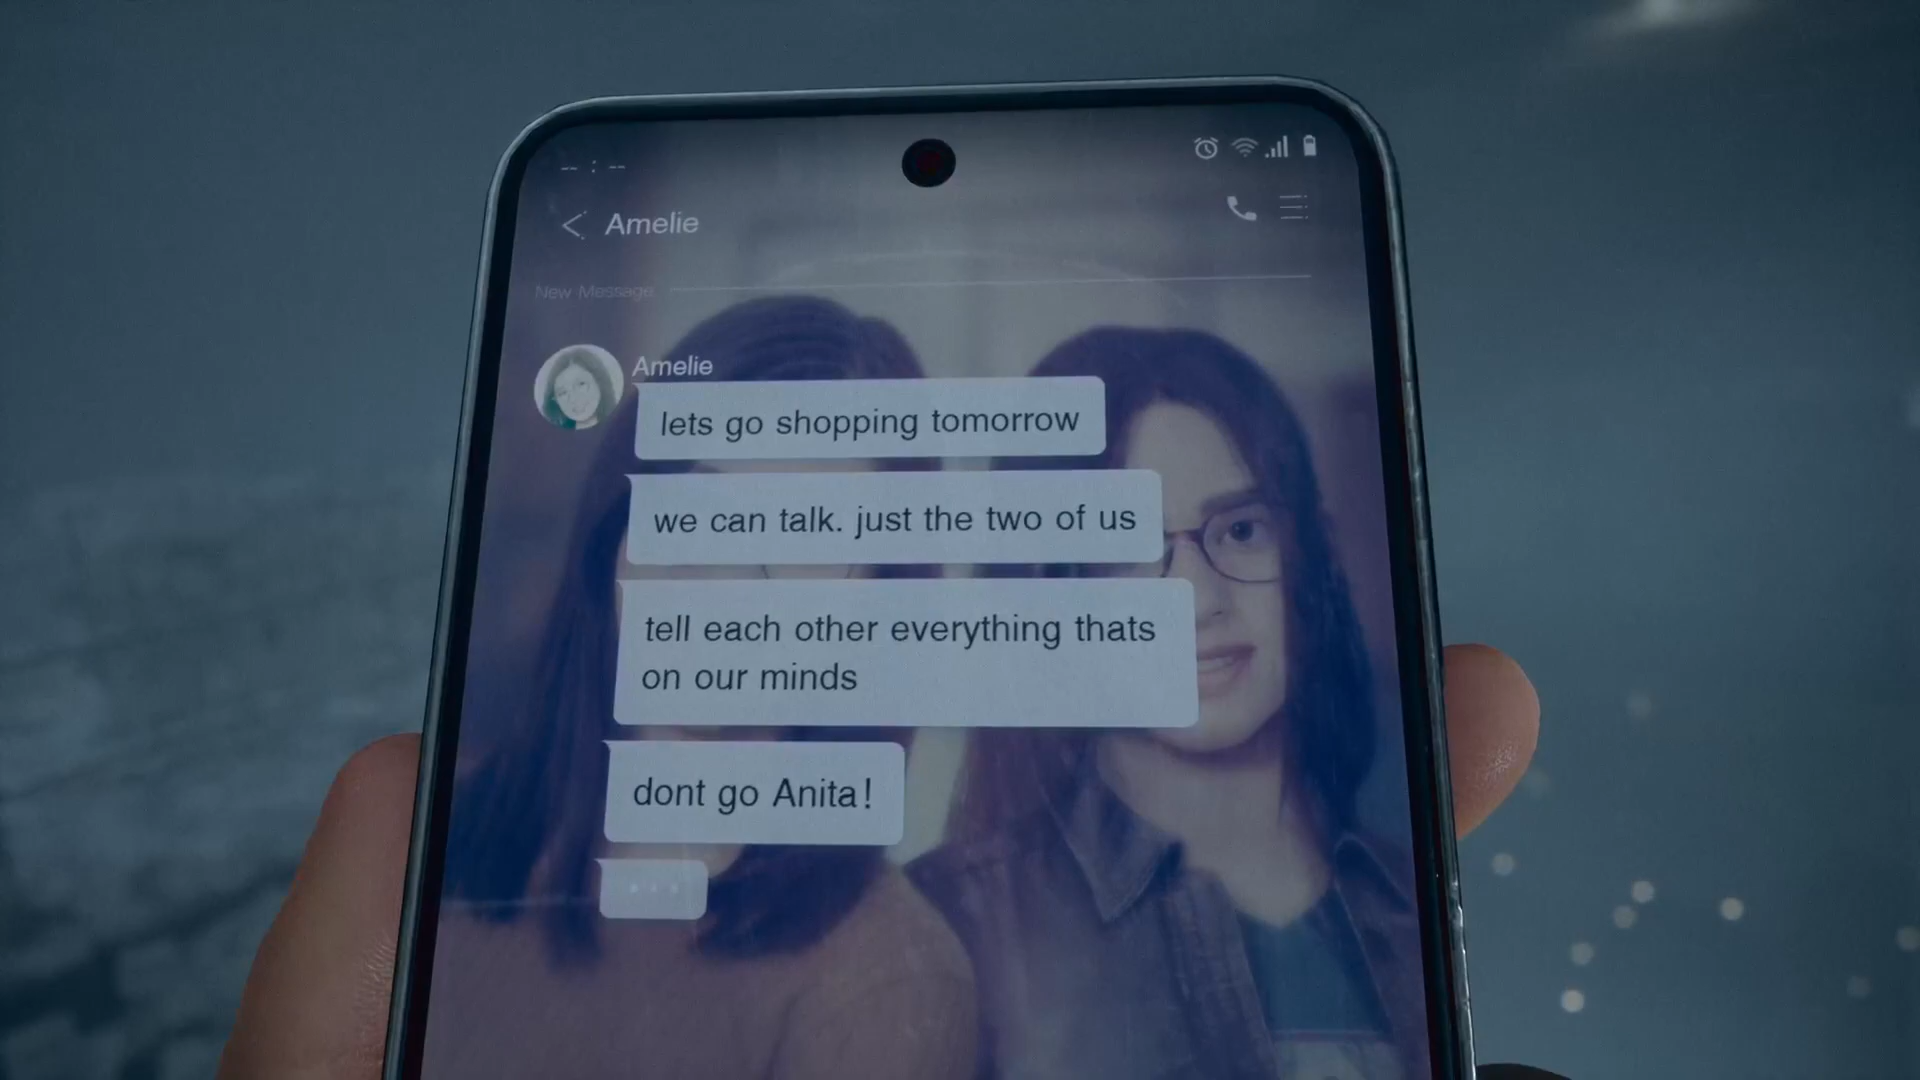 -- : --
Amelie
New Message
Amelie
lets go shopping tomorrow
we can talk. just the two of us
tell each other everything thats
on our minds
dont go Anita!